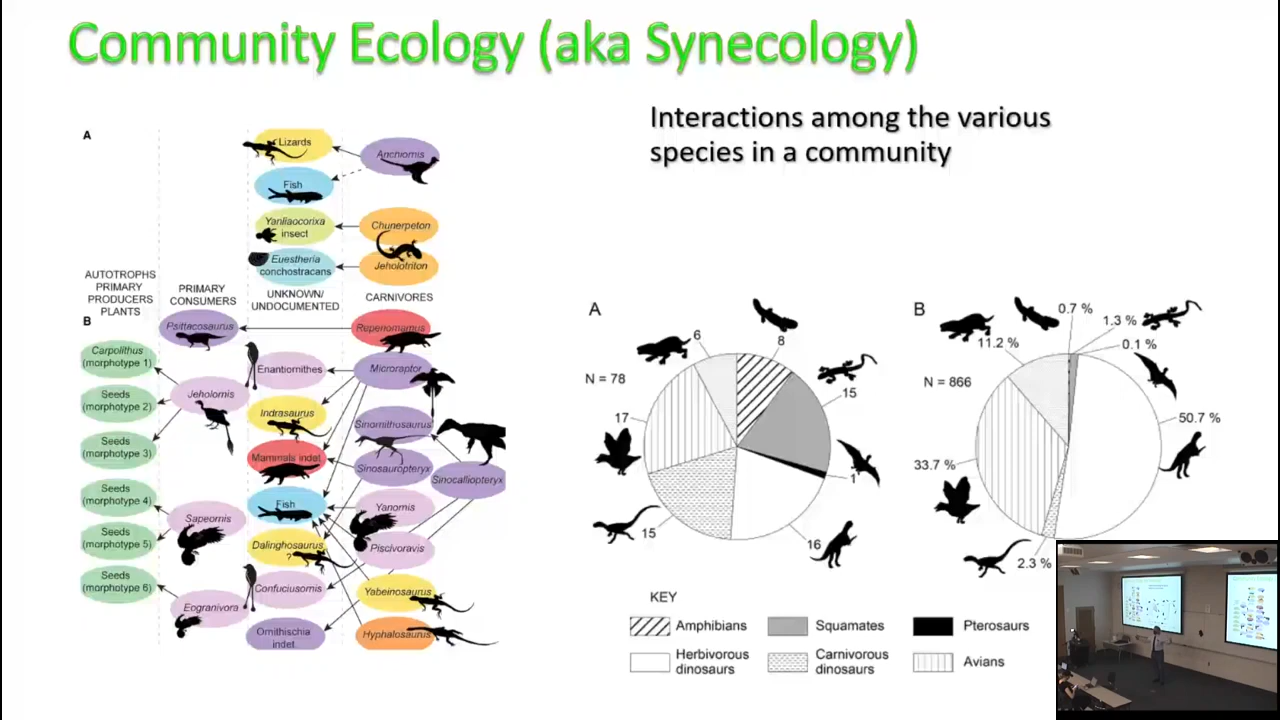 Community Ecology (aka Synecology)
Interactions among the various
species in a community
A
Lizards
Anchiornis
Fish
Yanliaocorixa
insect
Chunerpeton
Euestheria
conchostracans
Jeholotriton
AUTOTROPHS
PRIMARY
PRODUCERS
PLANTS
PRIMARY
CONSUMERS
UNKNOWN/
UNDOCUMENTED
CARNIVORES
B
Psittacosaurus
Repenomamus
Carpolithus
(morphotype 1)
Enantiornithes
Microraptor
Seeds
(morphotype 2)
Jeholornis
Indrasaurus
Sinornithosaurus
Seeds
(morphotype 3)
Mammals indet
Sinosauropteryx
Sinocalliopteryx
Seeds
(morphotype 4)
Fish
Yanornis
Sapeornis
Seeds
(morphotype 5)
Dalinghosaurus
?
Piscivoravis
Seeds
(morphotype 6)
Confuciusornis
Yabeinosaurus
Eogranivora
Ornithischia
indet
Hyphalosaurus
A
N = 78
6
8
15
1
16
15
17
B
N = 866
0.7 %
1.3 %
0.1 %
11.2 %
50.7 %
33.7 %
2.3 %
KEY
Amphibians
Squamates
Pterosaurs
Herbivorous
dinosaurs
Carnivorous
dinosaurs
Avians